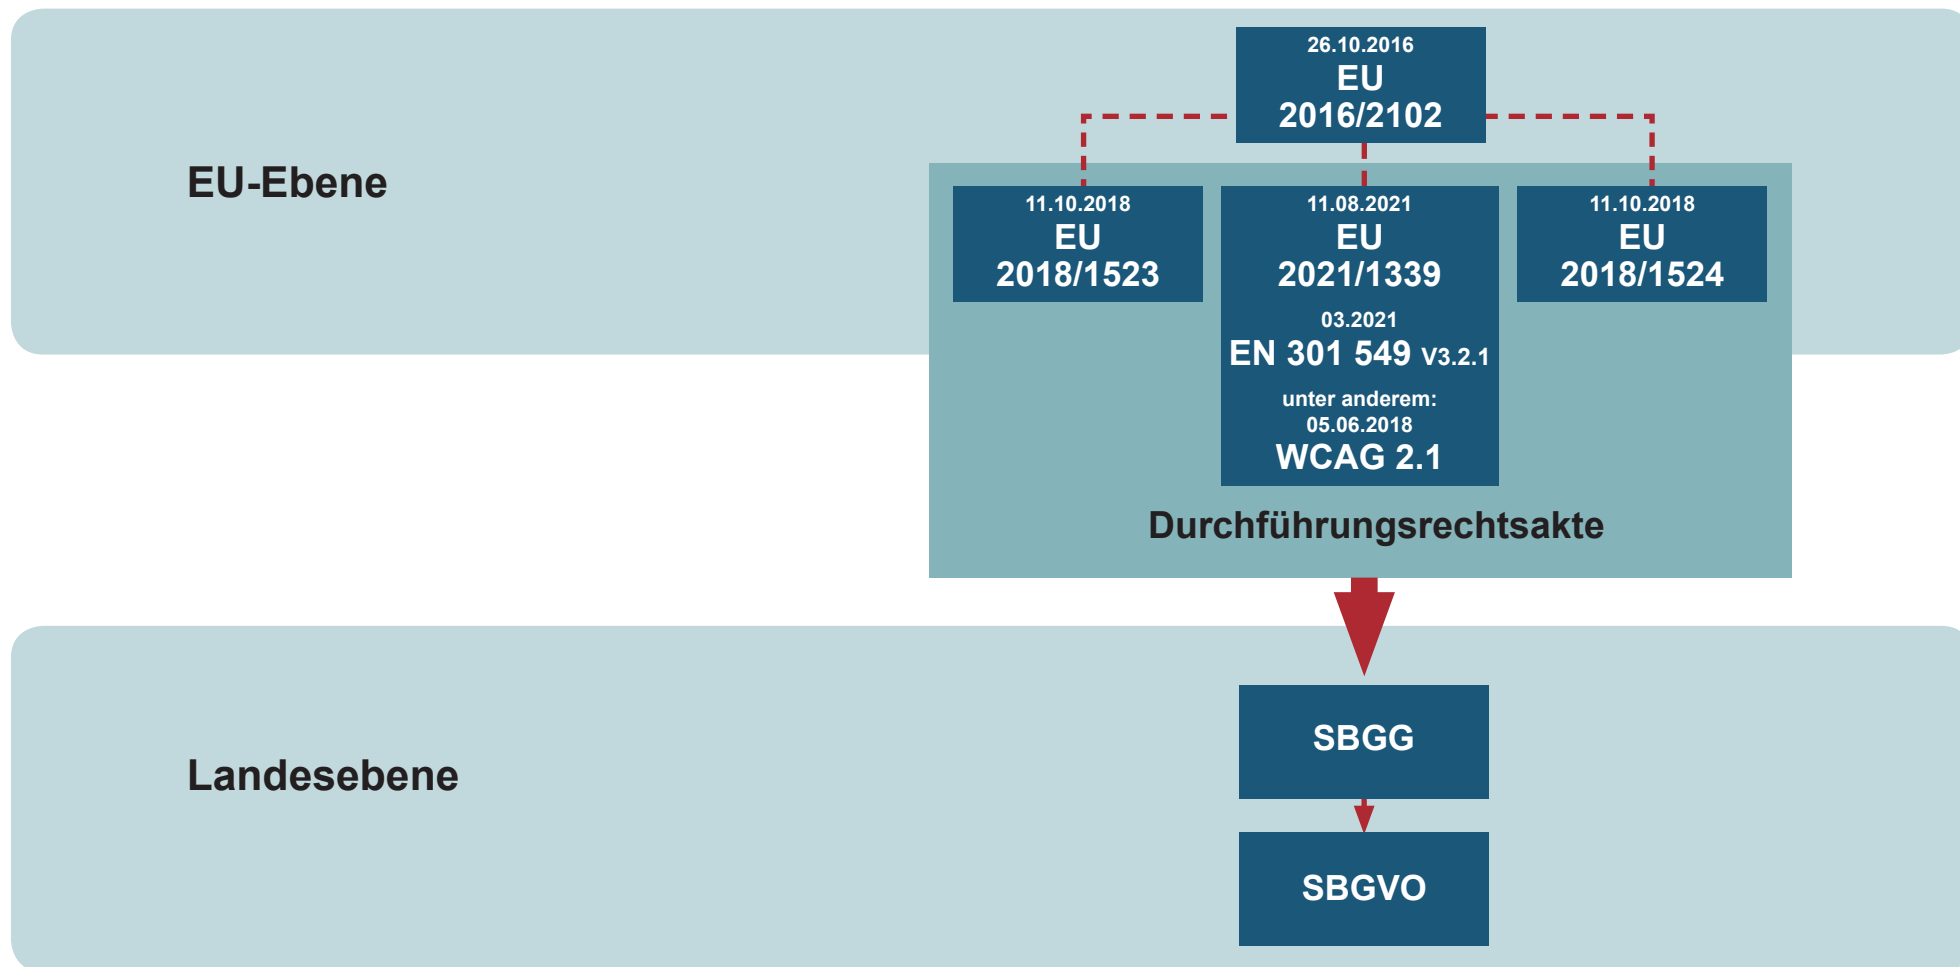 26.10.2016
EU
2016/2102
EU-Ebene
11.10.2018
EU
2018/1523
11.08.2021
EU
2021/1339
03.2021
EN 301 549 V3.2.1
unter anderem:
05.06.2018
WCAG 2.1
11.10.2018
EU
2018/1524
Durchführungsrechtsakte
Landesebene
SBGG
SBGVO